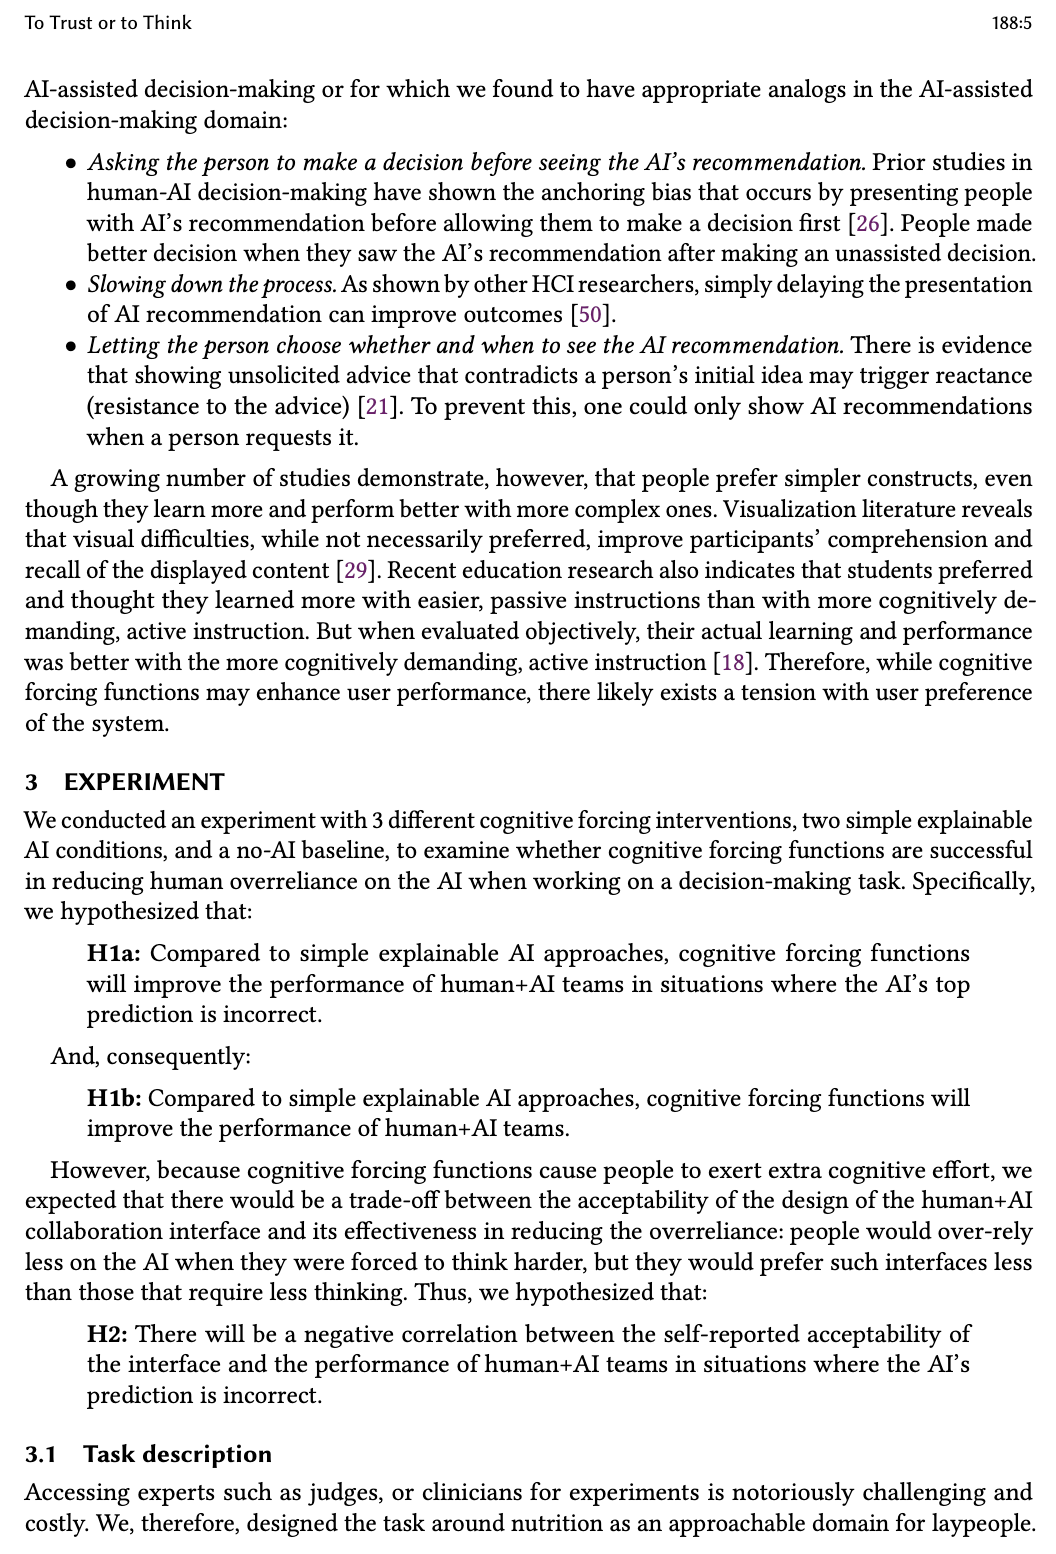 To Trust or to Think 188:5
AI-assisted decision-making or for which we found to have appropriate analogs in the AI-assisted
decision-making domain:
• Asking the person to make a decision before seeing the AI's recommendation. Prior studies in
human-AI decision-making have shown the anchoring bias that occurs by presenting people
with AI's recommendation before allowing them to make a decision first [26]. People made
better decision when they saw the AI's recommendation after making an unassisted decision.
• Slowing down the process. As shown by other HCI researchers, simply delaying the presentation
of AI recommendation can improve outcomes [50].
• Letting the person choose whether and when to see the AI recommendation. There is evidence
that showing unsolicited advice that contradicts a person's initial idea may trigger reactance
(resistance to the advice) [21]. To prevent this, one could only show AI recommendations
when a person requests it.
A growing number of studies demonstrate, however, that people prefer simpler constructs, even
though they learn more and perform better with more complex ones. Visualization literature reveals
that visual difficulties, while not necessarily preferred, improve participants' comprehension and
recall of the displayed content [29]. Recent education research also indicates that students preferred
and thought they learned more with easier, passive instructions than with more cognitively de-
manding, active instruction. But when evaluated objectively, their actual learning and performance
was better with the more cognitively demanding, active instruction [18]. Therefore, while cognitive
forcing functions may enhance user performance, there likely exists a tension with user preference
of the system.
3 EXPERIMENT
We conducted an experiment with 3 different cognitive forcing interventions, two simple explainable
AI conditions, and a no-AI baseline, to examine whether cognitive forcing functions are successful
in reducing human overreliance on the AI when working on a decision-making task. Specifically,
we hypothesized that:
H1a: Compared to simple explainable AI approaches, cognitive forcing functions
will improve the performance of human+AI teams in situations where the AI's top
prediction is incorrect.
And, consequently:
H1b: Compared to simple explainable AI approaches, cognitive forcing functions will
improve the performance of human+AI teams.
However, because cognitive forcing functions cause people to exert extra cognitive effort, we
expected that there would be a trade-off between the acceptability of the design of the human+AI
collaboration interface and its effectiveness in reducing the overreliance: people would over-rely
less on the AI when they were forced to think harder, but they would prefer such interfaces less
than those that require less thinking. Thus, we hypothesized that:
H2: There will be a negative correlation between the self-reported acceptability of
the interface and the performance of human+AI teams in situations where the AI's
prediction is incorrect.
3.1 Task description
Accessing experts such as judges, or clinicians for experiments is notoriously challenging and
costly. We, therefore, designed the task around nutrition as an approachable domain for laypeople.